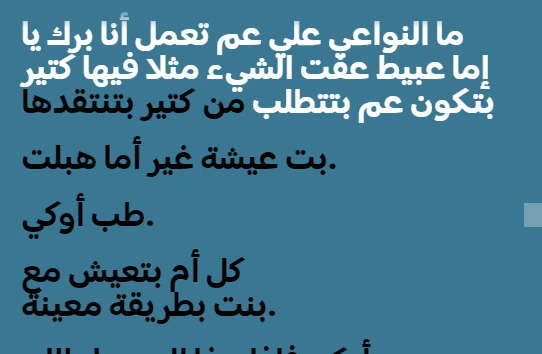 ما النواعي علي عم تعمل أنا برك يا
إما عبيط عفت الشيء مثلا فيها كتير
بتكون عم بتتطلب من كتير بتنتقدها
بت عيشة غير أما هبلت.
طب أوكي.
كل أم بتعيش مع
بنت بطريقة معينة.